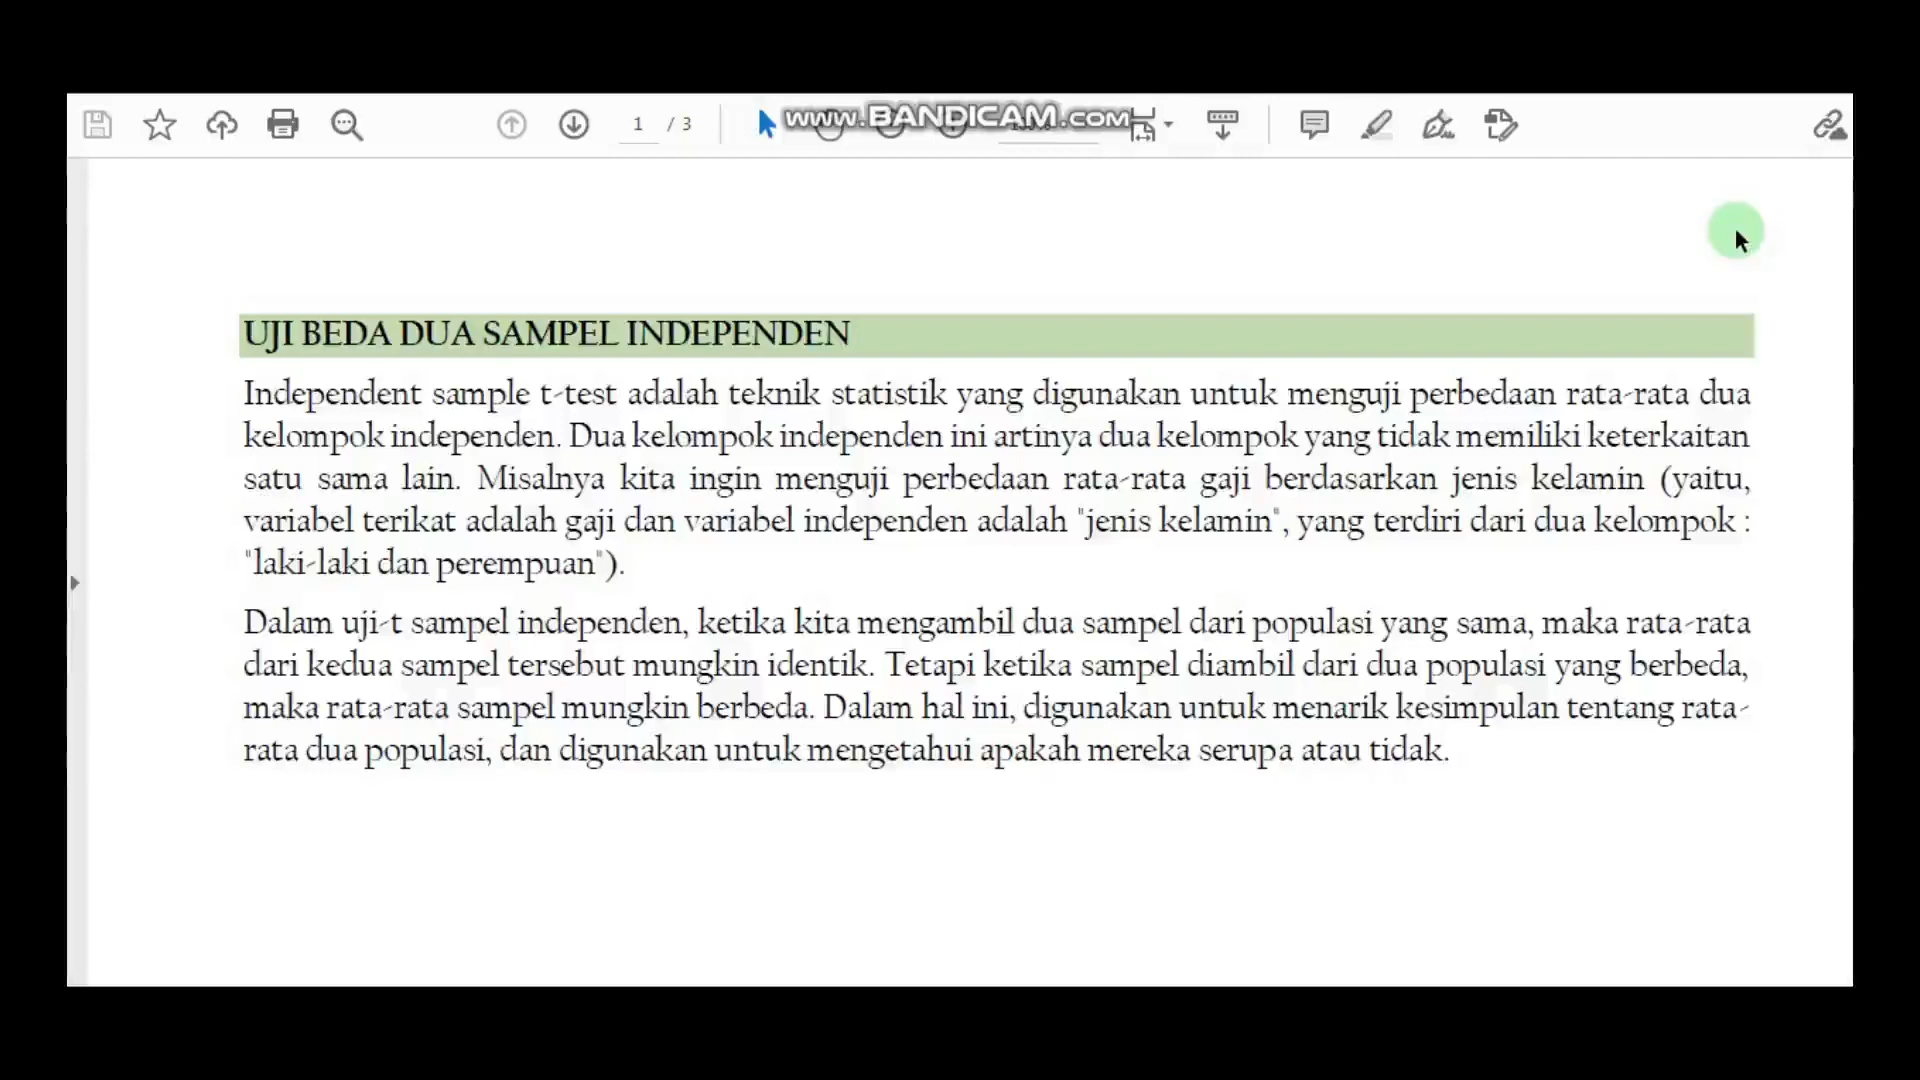 1 / 3
www.BANDICAM.com
UJI BEDA DUA SAMPEL INDEPENDEN
Independent sample t-test adalah teknik statistik yang digunakan untuk menguji perbedaan rata-rata dua
kelompok independen. Dua kelompok independen ini artinya dua kelompok yang tidak memiliki keterkaitan
satu sama lain. Misalnya kita ingin menguji perbedaan rata-rata gaji berdasarkan jenis kelamin (yaitu,
variabel terikat adalah gaji dan variabel independen adalah "jenis kelamin", yang terdiri dari dua kelompok :
"laki-laki dan perempuan").
Dalam uji-t sampel independen, ketika kita mengambil dua sampel dari populasi yang sama, maka rata-rata
dari kedua sampel tersebut mungkin identik. Tetapi ketika sampel diambil dari dua populasi yang berbeda,
maka rata-rata sampel mungkin berbeda. Dalam hal ini, digunakan untuk menarik kesimpulan tentang rata-
rata dua populasi, dan digunakan untuk mengetahui apakah mereka serupa atau tidak.